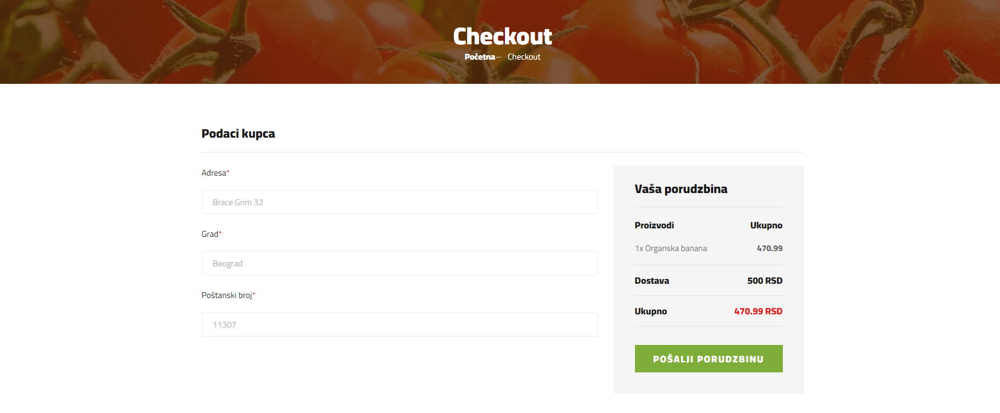 Checkout
Početna — Checkout
Podaci kupca
Adresa*
Brace Grim 32
Grad*
Beograd
Poštanski broj*
11307
Vaša porudzbina
Proizvodi Ukupno
1x Organska banana 470.99
Dostava 500 RSD
Ukupno 470.99 RSD
POŠALJI PORUDZBINU